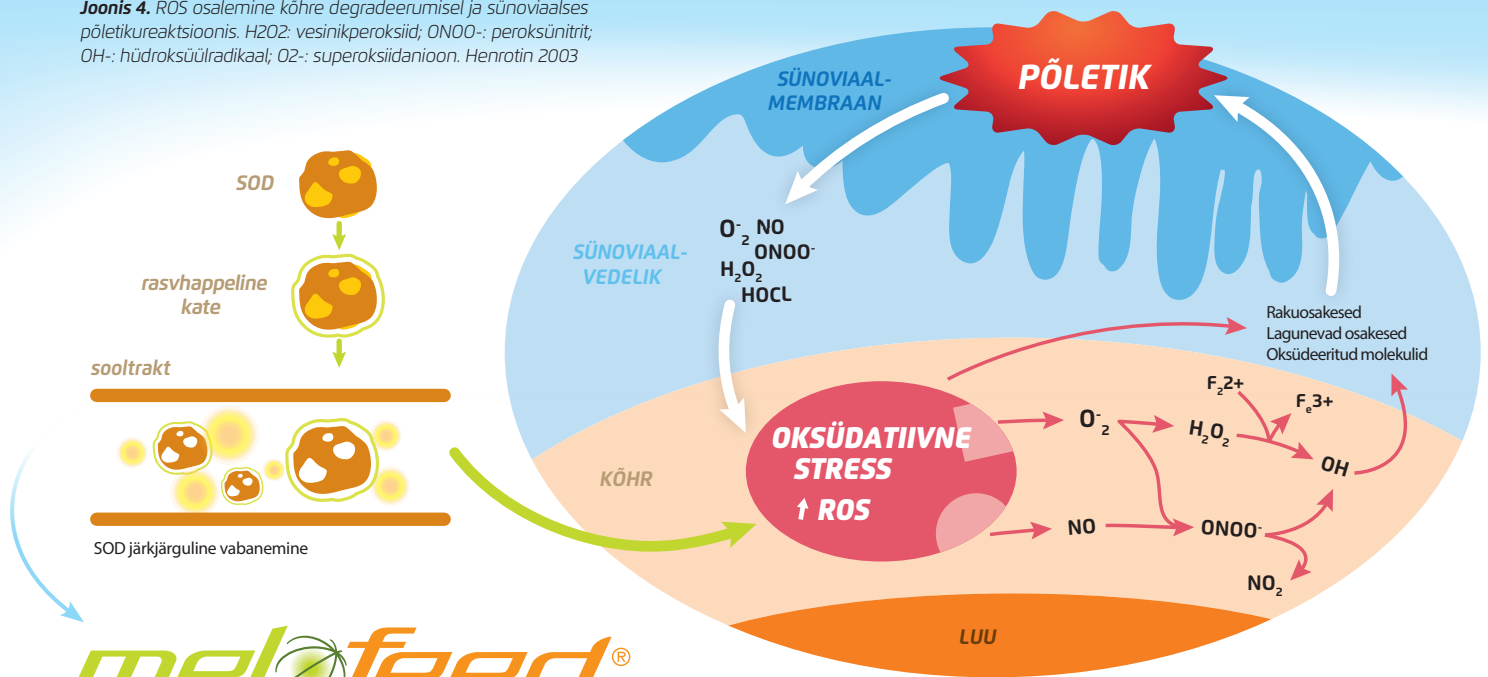 Joonis 4. ROS osalemine kõhre degradeerumisel ja sünoviaalses
põletikureaktsioonis. H2O2: vesinikperoksiid; ONOO-: peroksünitrit;
OH-: hüdroksüülradikaal; O2-: superoksiidanioon. Henrotin 2003
SOD
rasvhappeline
kate
sooltrakt
SOD järkjärguline vabanemine
SÜNOVIAAL-
MEMBRAAN
PÕLETIK
SÜNOVIAAL-
VEDELIK
O⁻₂ NO
ONOO⁻
H₂O₂
HOCL
Rakuosakesed
Lagunevad osakesed
Oksüdeeritud molekulid
KÕHR
OKSÜDATIIVNE
STRESS
↑ ROS
O⁻₂
H₂O₂
F₂2+
Fₑ3+
OH
NO
ONOO⁻
NO₂
LUU